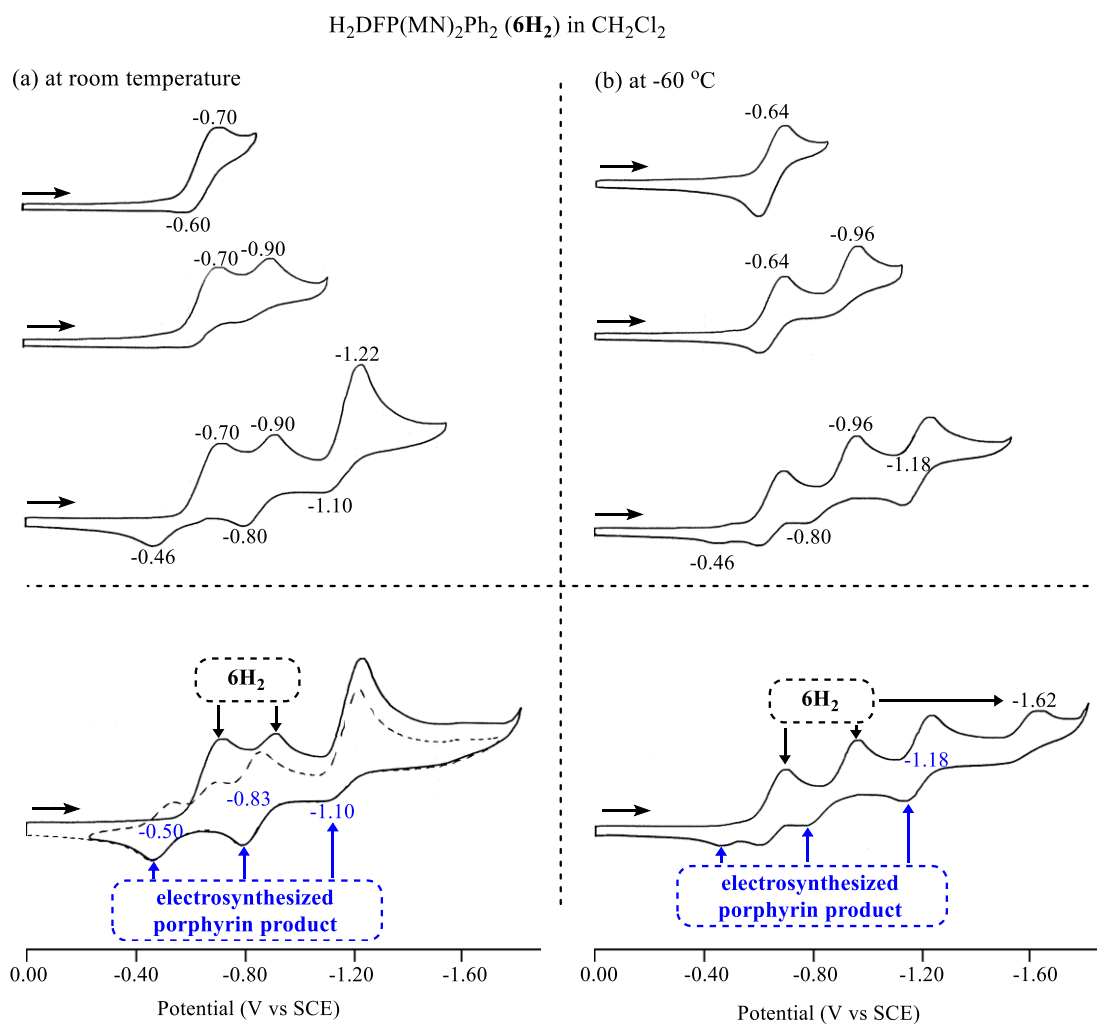 H2DFP(MN)2Ph2 (6H2) in CH2Cl2
(a) at room temperature
-0.70
-0.60
-0.70
-0.90
-1.22
-0.70
-0.90
-1.10
-0.80
-0.46
6H2
-0.83
-0.50
-1.10
electrosynthesized
porphyrin product
0.00 -0.40 -0.80 -1.20 -1.60
Potential (V vs SCE)
(b) at -60 oC
-0.64
-0.96
-0.64
-0.96
-1.18
-0.80
-0.46
6H2
-1.62
-1.18
electrosynthesized
porphyrin product
0.00 -0.40 -0.80 -1.20 -1.60
Potential (V vs SCE)